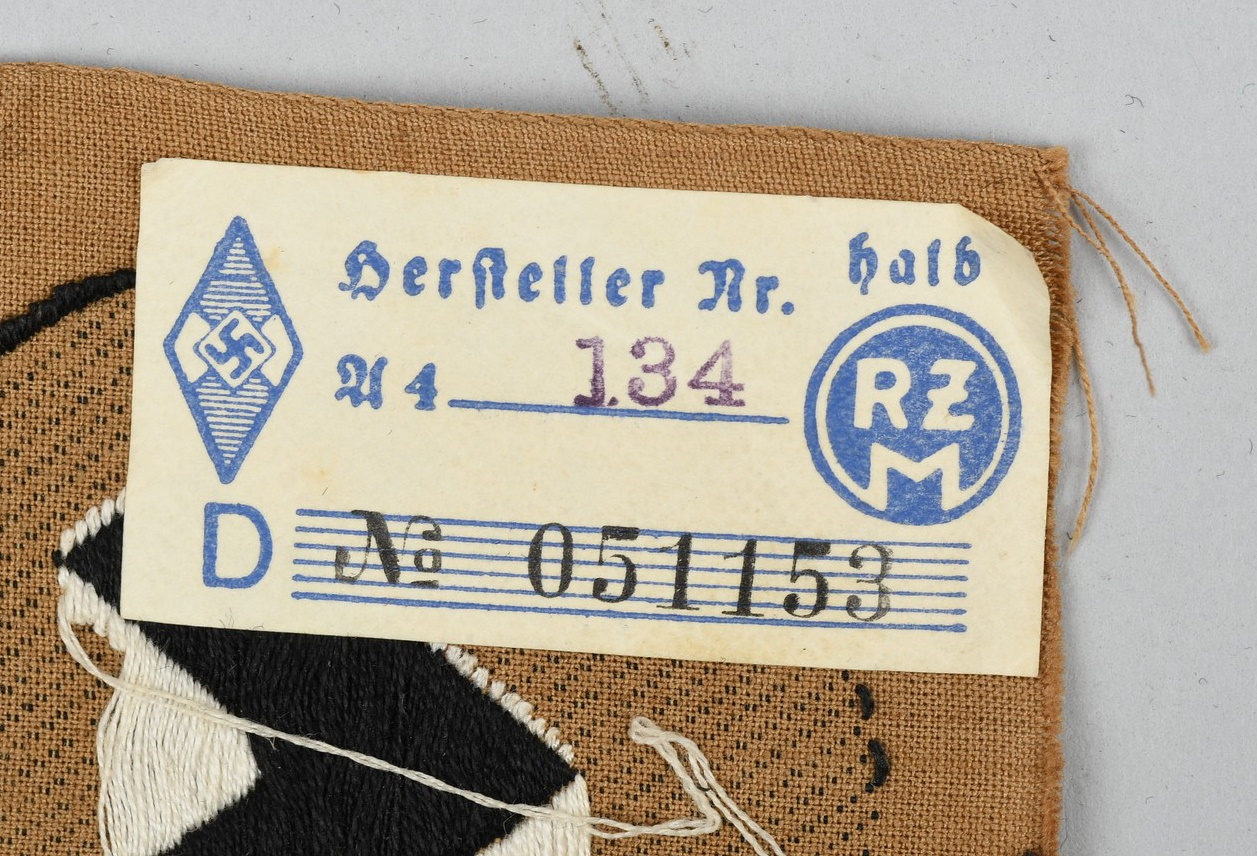 Hersteller Nr. halb
A 4 134
RZM
D No 051153